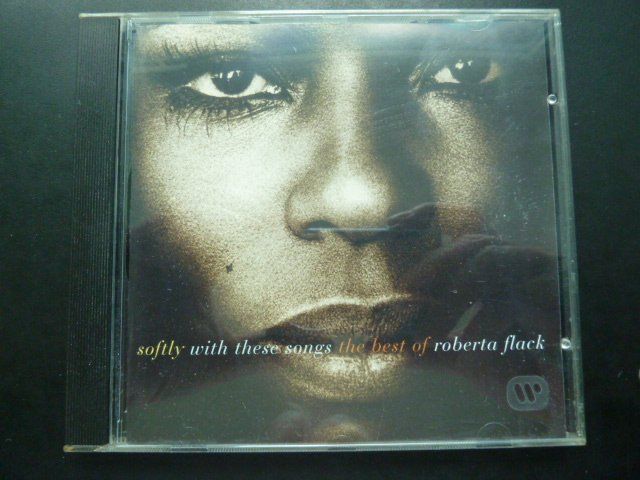 softly with these songs the best of roberta flack